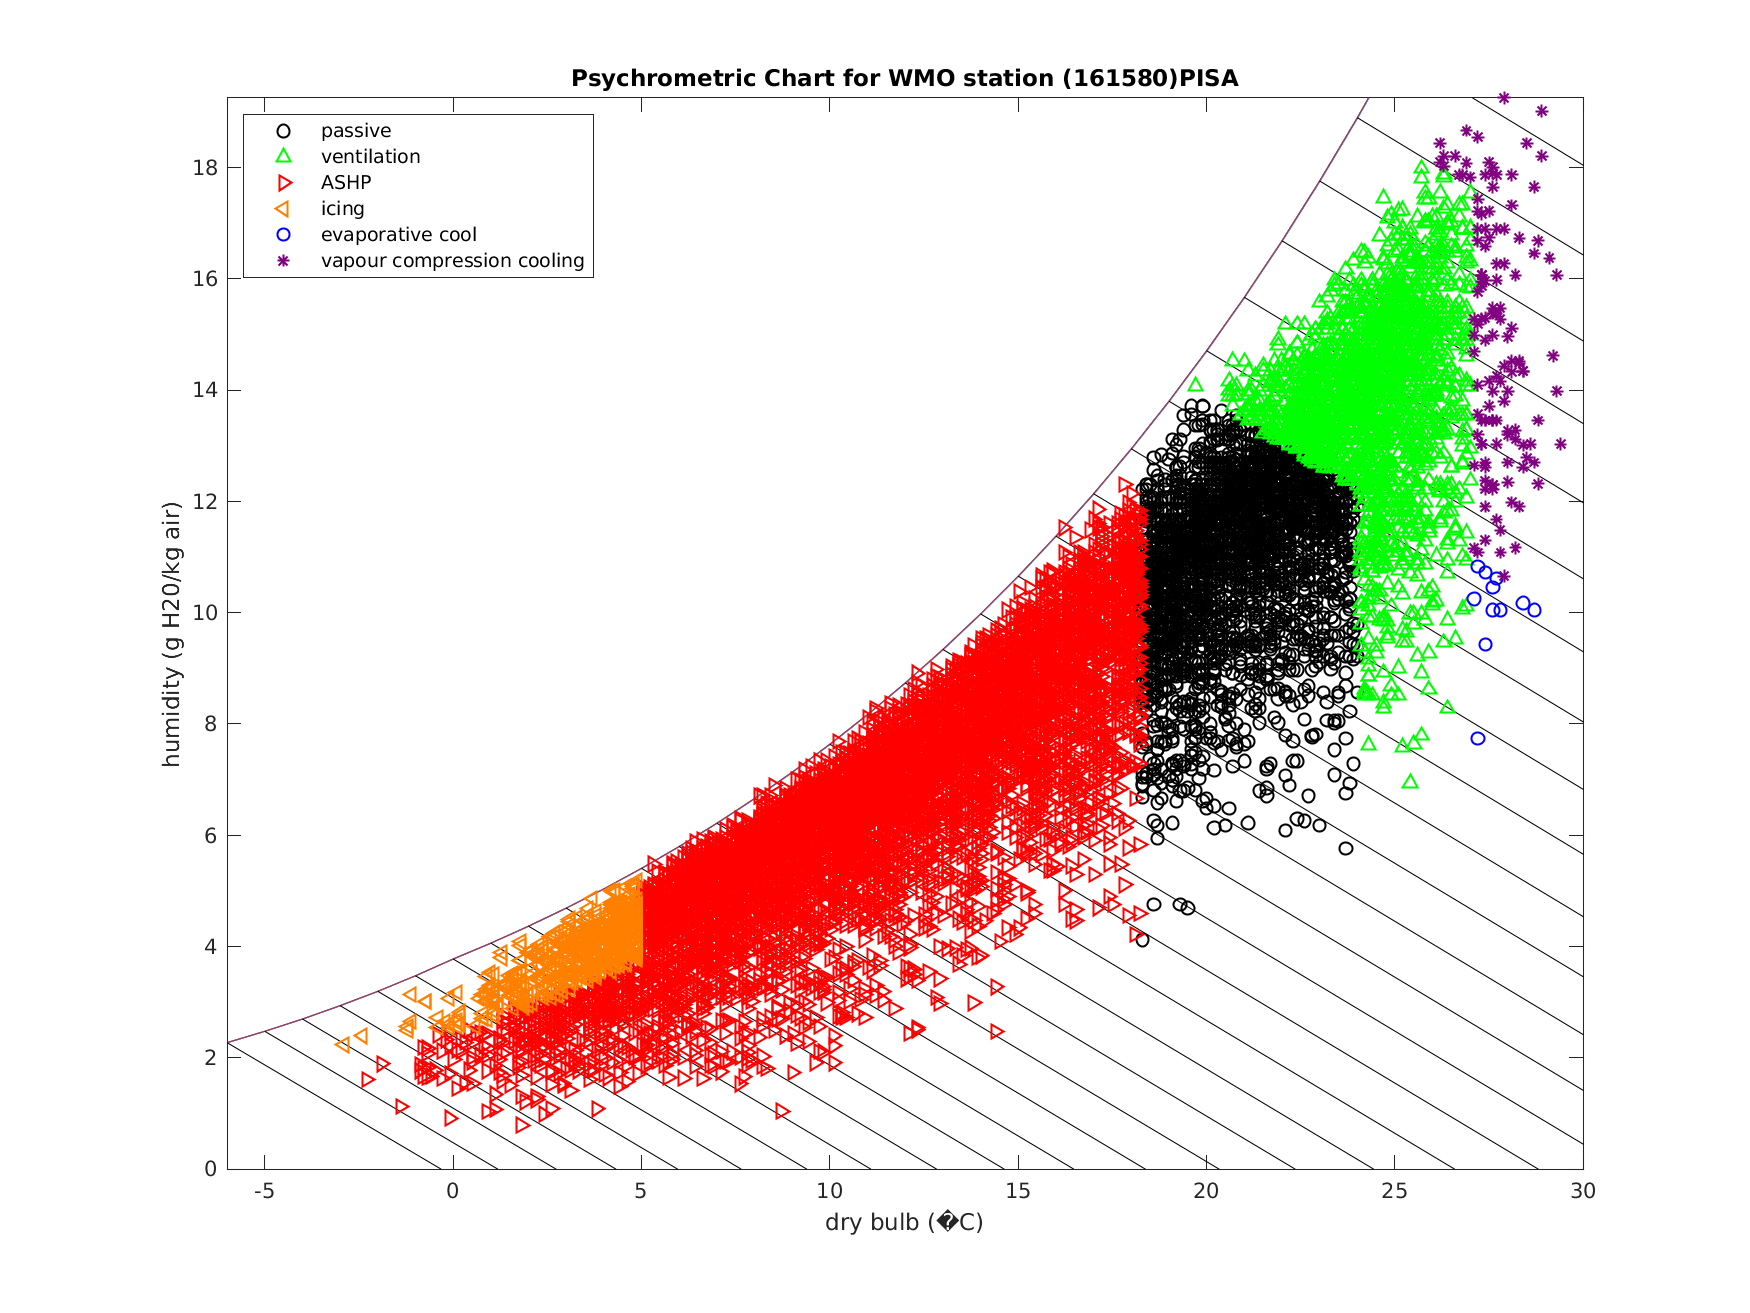 Psychrometric Chart for WMO station (161580)PISA
passive
ventilation
ASHP
icing
evaporative cool
vapour compression cooling
humidity (g H20/kg air)
18
16
14
12
10
8
6
4
2
0
-5 0 5 10 15 20 25 30
dry bulb (�C)